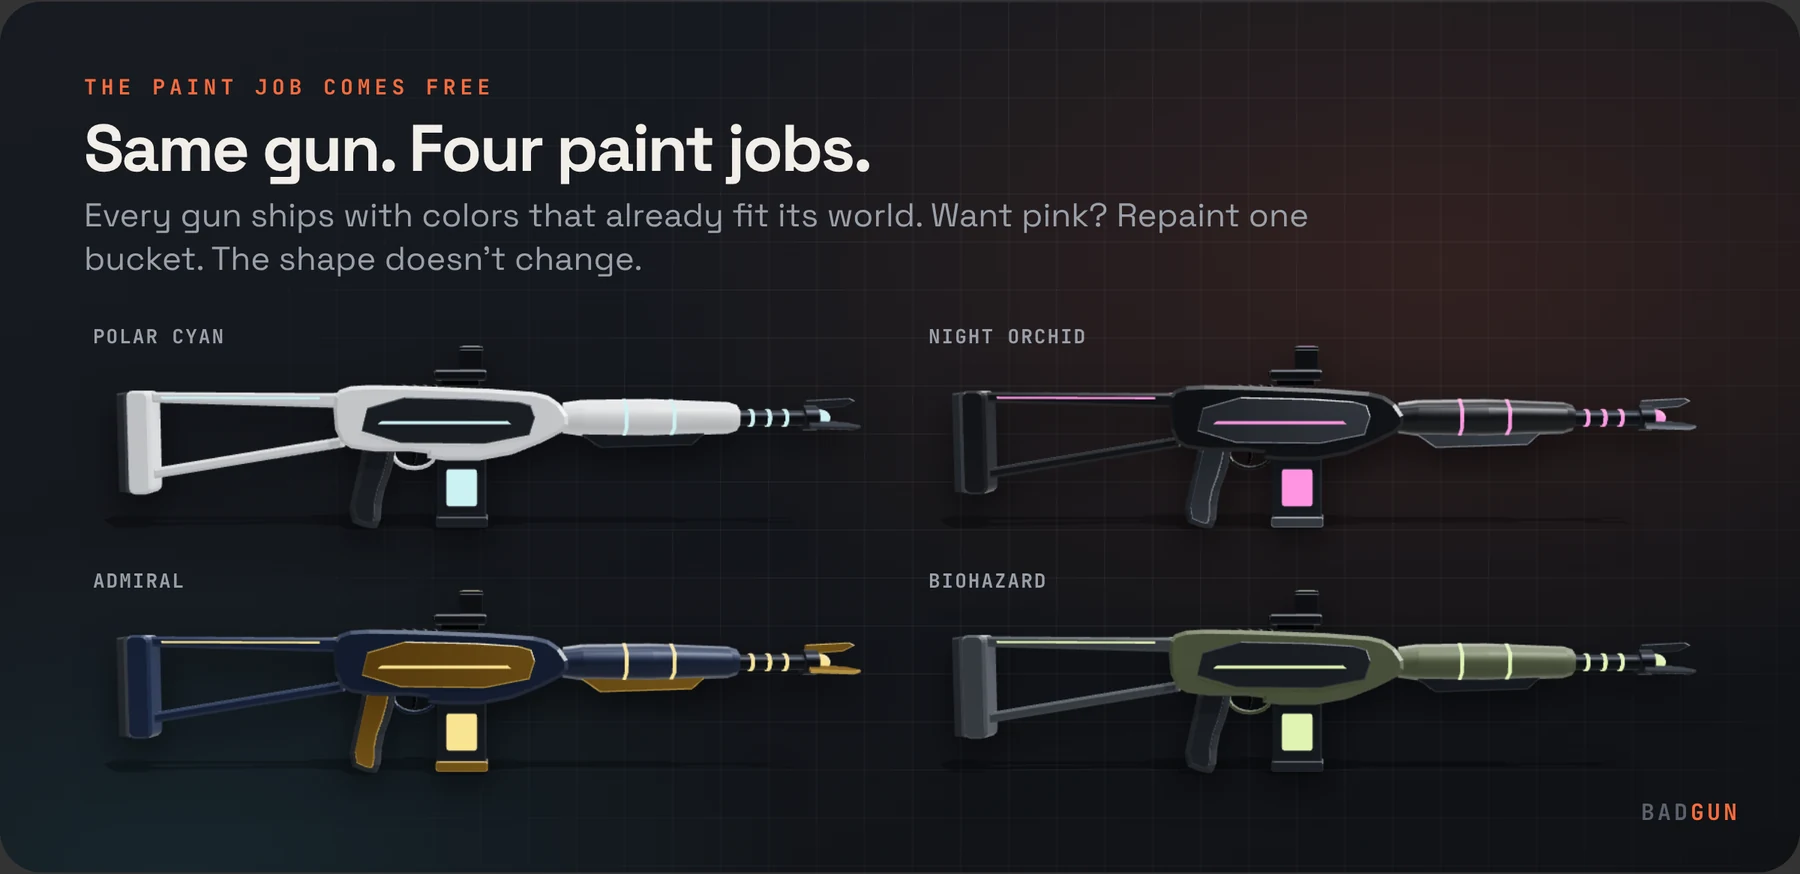 THE PAINT JOB COMES FREE
Same gun. Four paint jobs.
Every gun ships with colors that already fit its world. Want pink? Repaint one
bucket. The shape doesn’t change.
POLAR CYAN
NIGHT ORCHID
ADMIRAL
BIOHAZARD
BADGUN